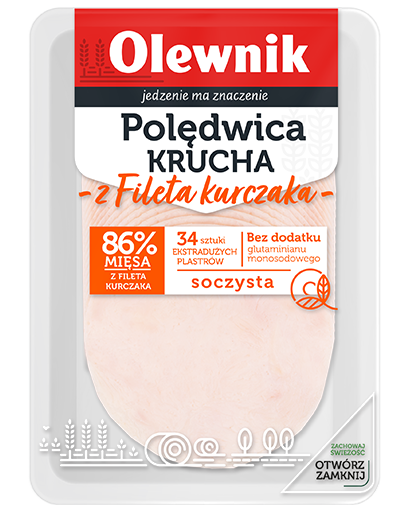 Olewnik
jedzenie ma znaczenie
Polędwica
KRUCHA
- z Fileta kurczaka -
86%
MIĘSA
Z FILETA
KURCZAKA
34 sztuki
EKSTRADUŻYCH
PLASTRÓW
Bez dodatku
glutaminianu
monosodowego
soczysta
ZACHOWAJ
ŚWIEŻOŚĆ
OTWÓRZ
ZAMKNIJ